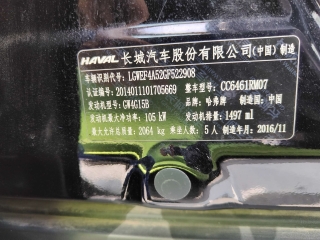 HAVAL 长城汽车股份有限公司(中国)制造
车辆识别代号: LGWEF4A52GF522908
认证编号: 2014011101705669 整车型号: CC6461RM07
发动机型号: GW4G15B 品牌: 哈弗牌 制造国: 中国
发动机最大净功率: 105 kW 发动机排量: 1497 ml
最大允许总质量: 2064 kg 乘坐人数: 5人 制造年月: 2016/11